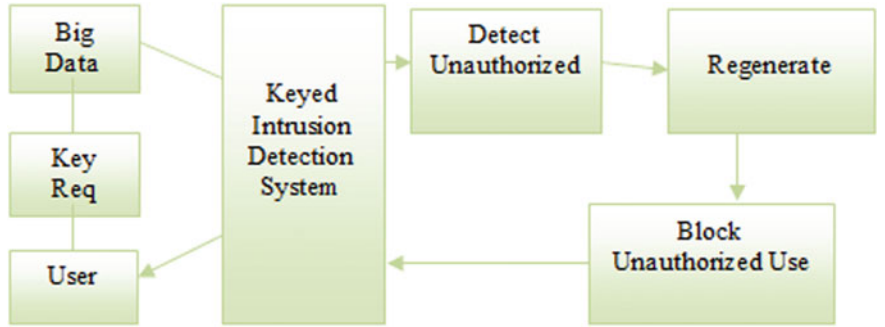 Big
Data
Key
Req
User
Keyed
Intrusion
Detection
System
Detect
Unauthorized
Regenerate
Block
Unauthorized Use